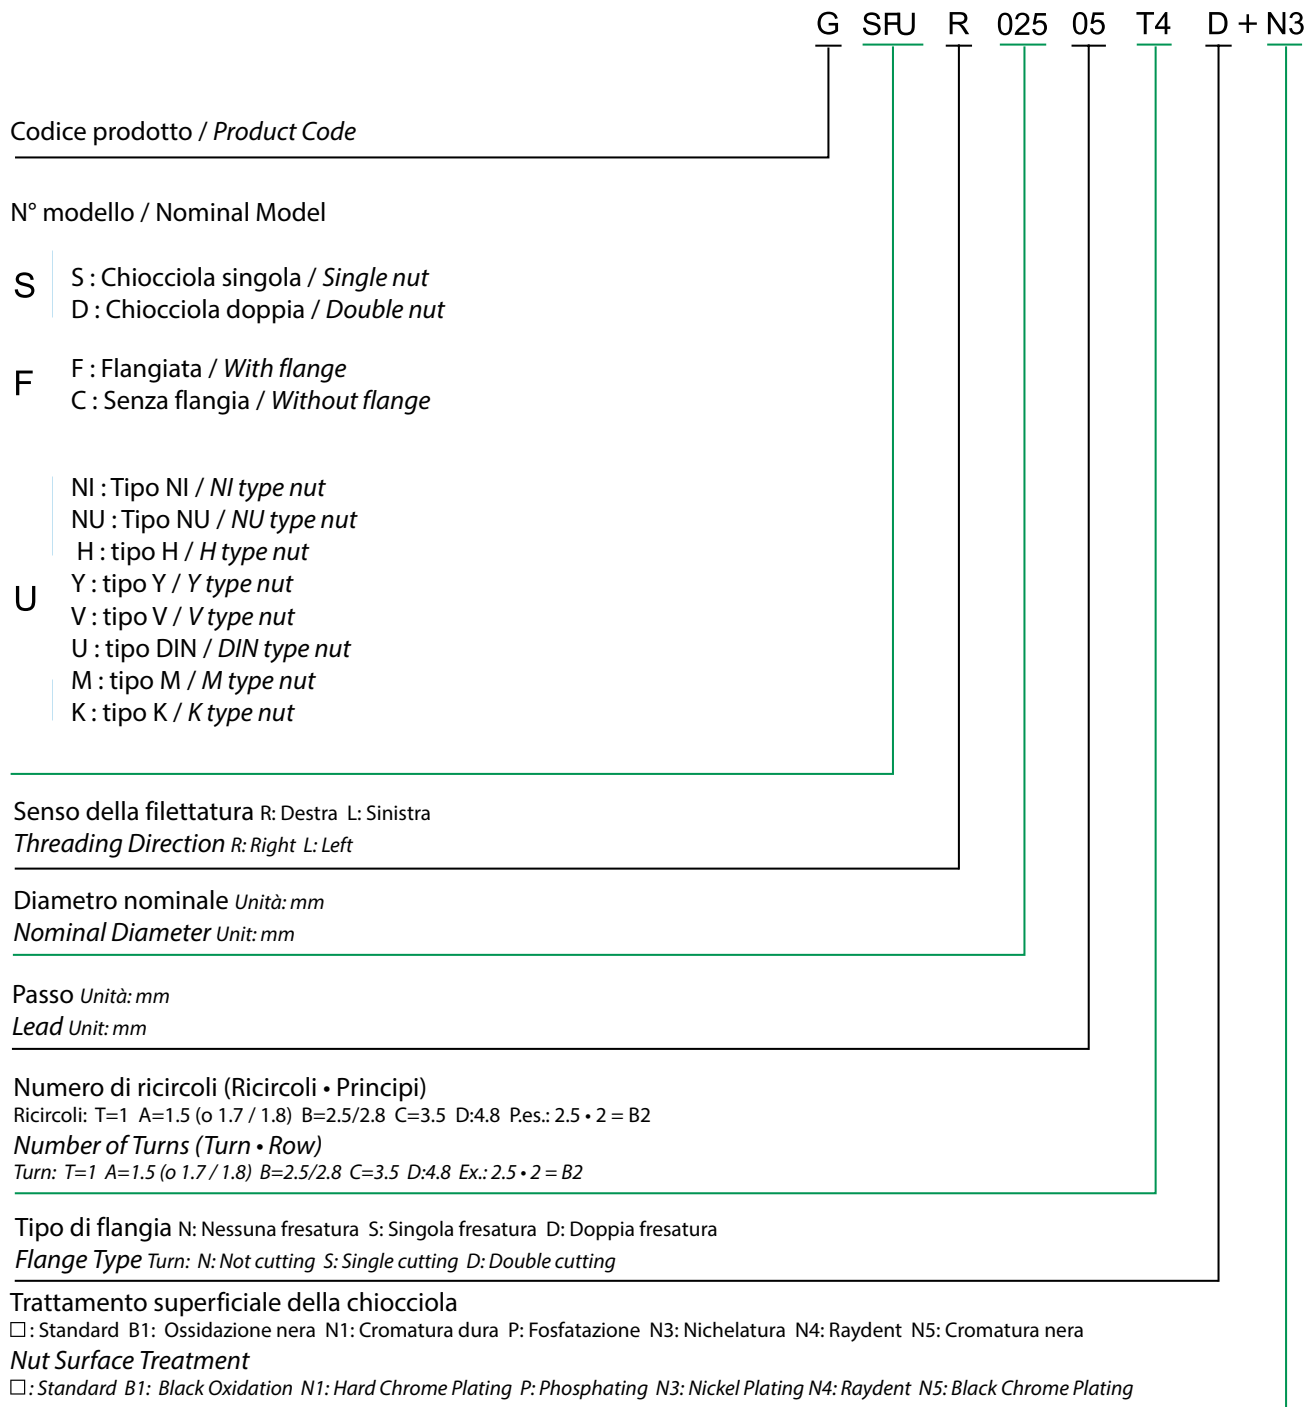 G SFU R 025 05 T4 D + N3
Codice prodotto / Product Code
N° modello / Nominal Model
S
S : Chiocciola singola / Single nut
D : Chiocciola doppia / Double nut
F
F : Flangiata / With flange
C : Senza flangia / Without flange
U
NI : Tipo NI / NI type nut
NU : Tipo NU / NU type nut
H : tipo H / H type nut
Y : tipo Y / Y type nut
V : tipo V / V type nut
U : tipo DIN / DIN type nut
M : tipo M / M type nut
K : tipo K / K type nut
Senso della filettatura R: Destra L: Sinistra
Threading Direction R: Right L: Left
Diametro nominale Unità: mm
Nominal Diameter Unit: mm
Passo Unità: mm
Lead Unit: mm
Numero di ricircoli (Ricircoli • Principi)
Ricircoli: T=1 A=1.5 (o 1.7 / 1.8) B=2.5/2.8 C=3.5 D:4.8 P.es.: 2.5 • 2 = B2
Number of Turns (Turn • Row)
Turn: T=1 A=1.5 (o 1.7 / 1.8) B=2.5/2.8 C=3.5 D:4.8 Ex.: 2.5 • 2 = B2
Tipo di flangia N: Nessuna fresatura S: Singola fresatura D: Doppia fresatura
Flange Type Turn: N: Not cutting S: Single cutting D: Double cutting
Trattamento superficiale della chiocciola
□ : Standard B1: Ossidazione nera N1: Cromatura dura P: Fosfatazione N3: Nichelatura N4: Raydent N5: Cromatura nera
Nut Surface Treatment
□ : Standard B1: Black Oxidation N1: Hard Chrome Plating P: Phosphating N3: Nickel Plating N4: Raydent N5: Black Chrome Plating